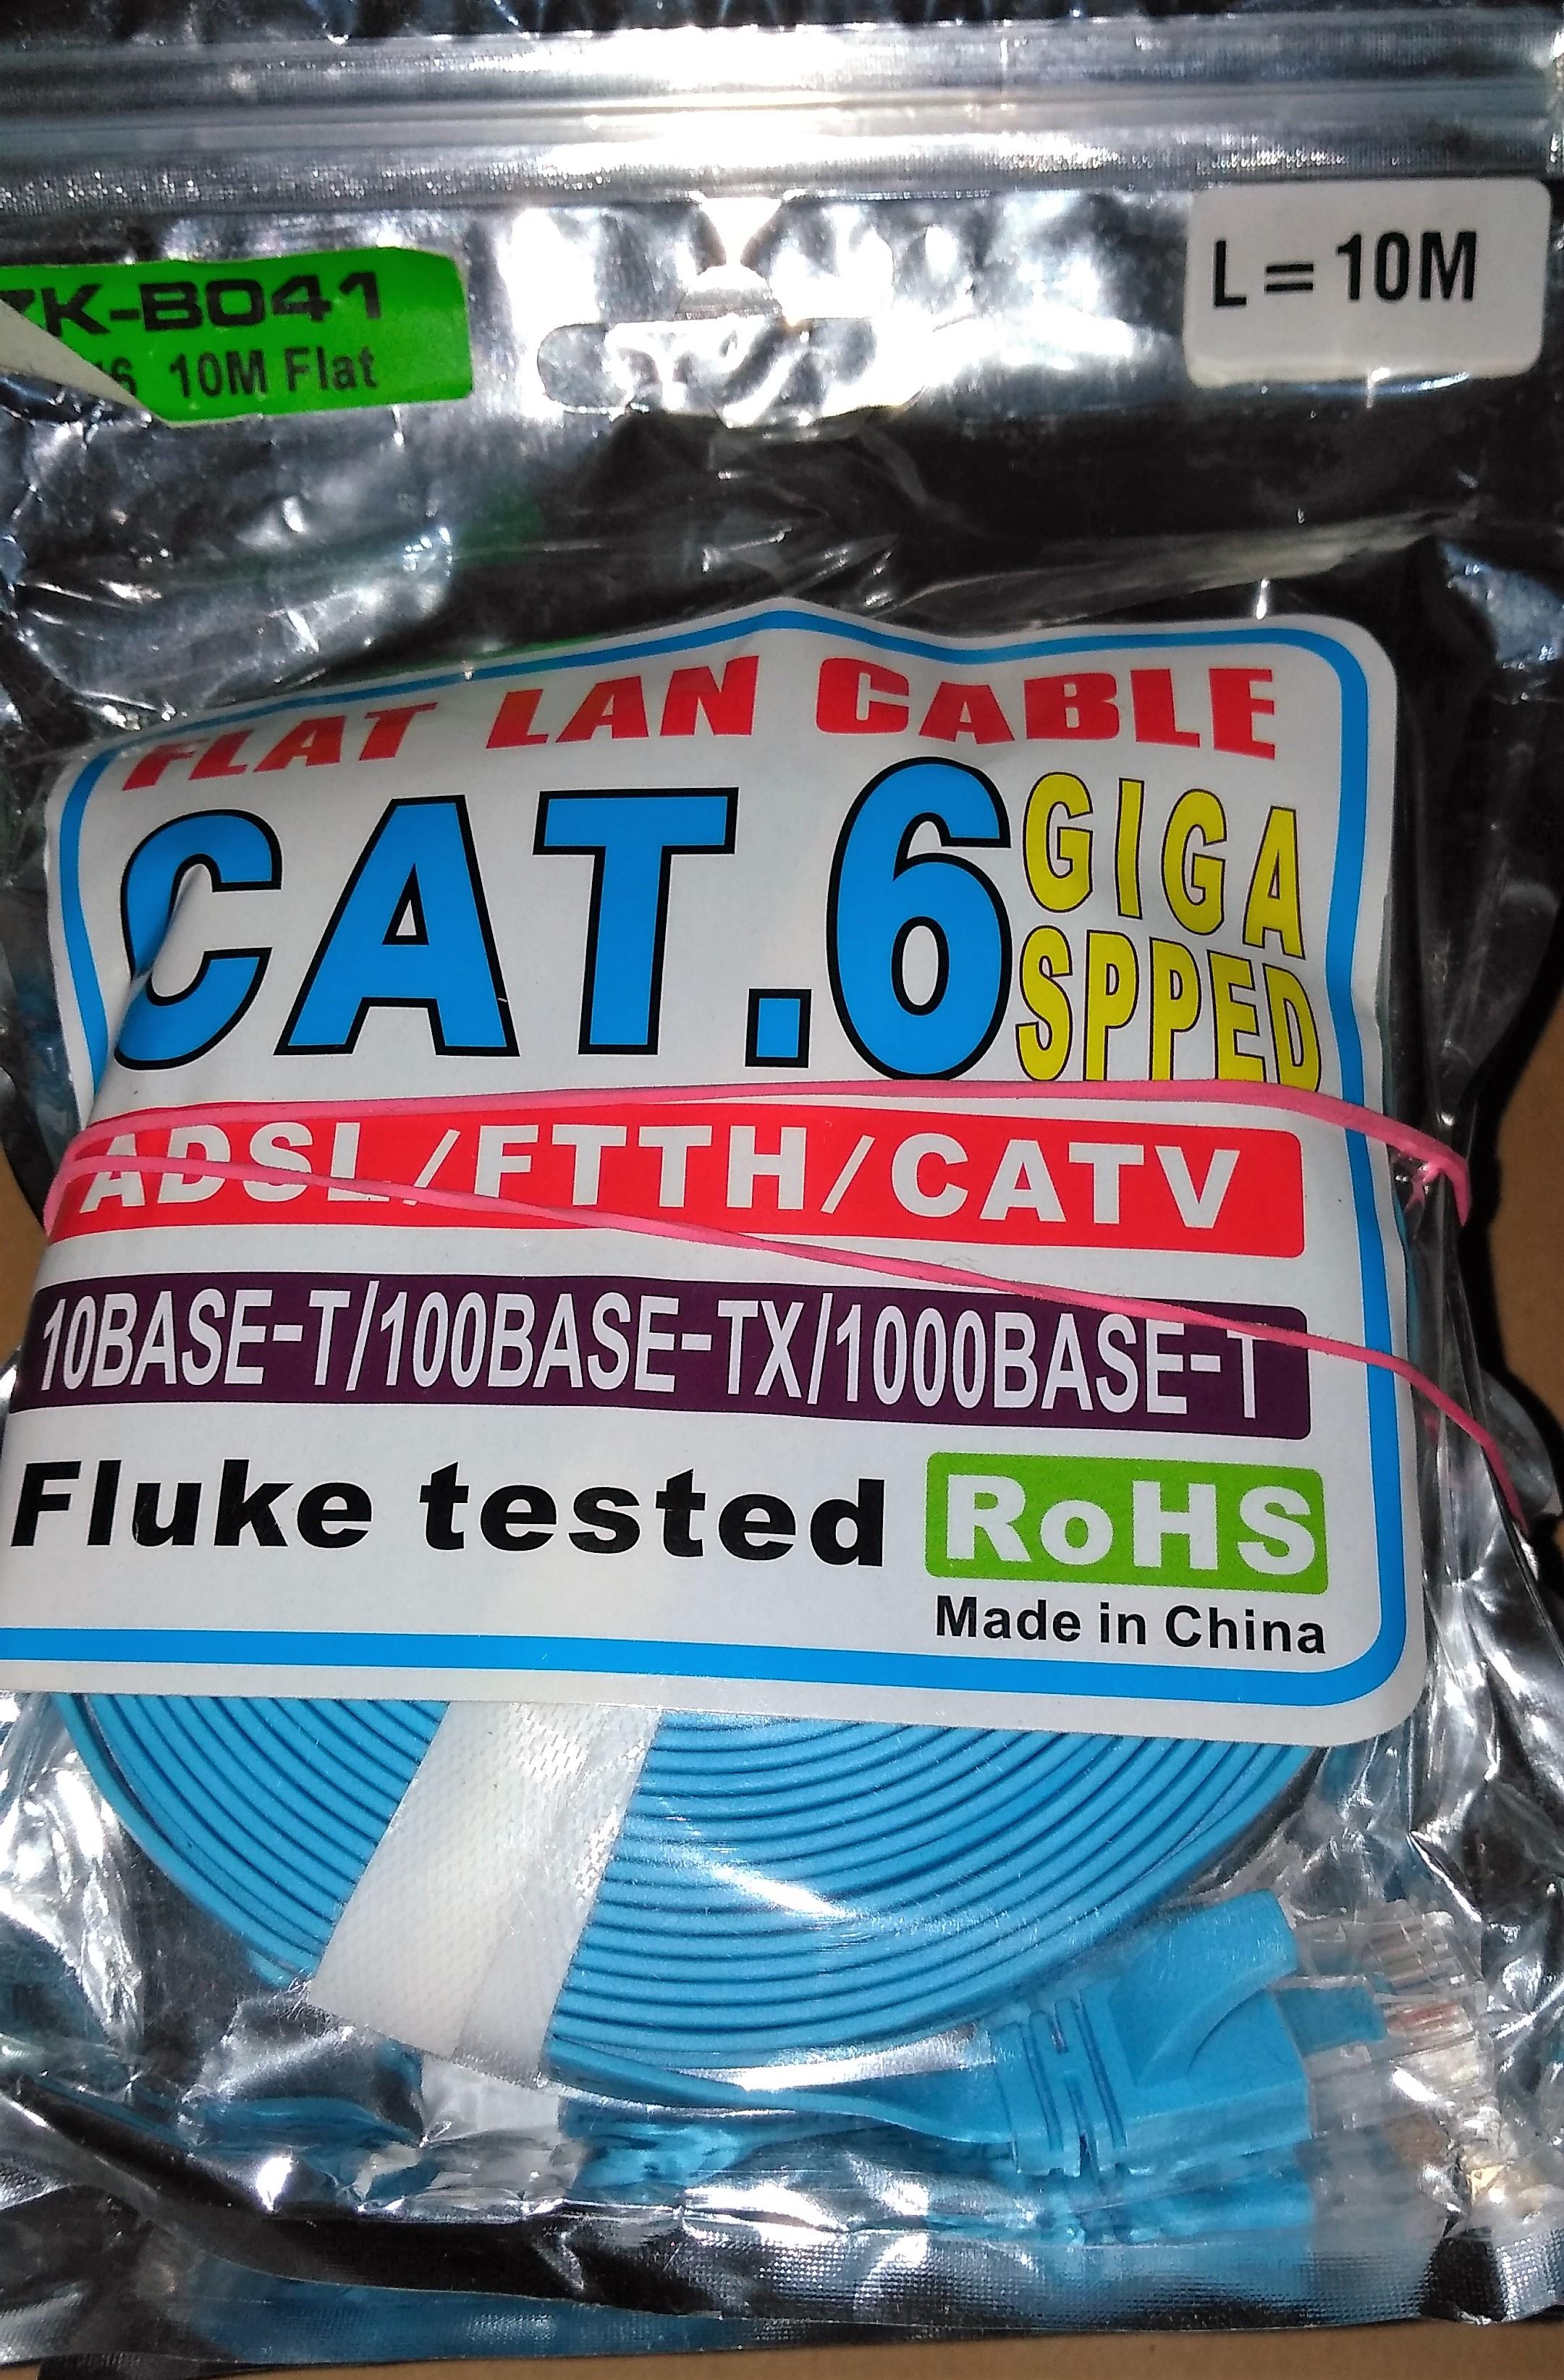 K-B041
6 10M Flat
L=10M
FLAT LAN CABLE
CAT.6
GIGA
SPPED
ADSL/FTTH/CATV
10BASE-T/100BASE-TX/1000BASE-T
Fluke tested
RoHS
Made in China